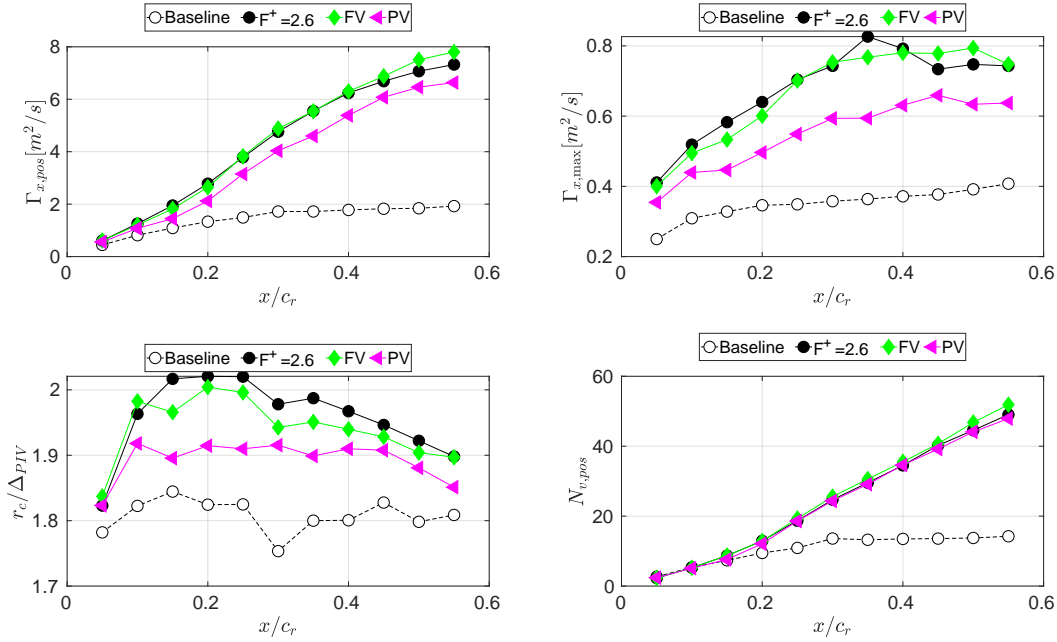 Baseline F⁺=2.6 FV PV
Γx,pos[m²/s]
8
6
4
2
0
0 0.2 0.4 0.6
x/cr
Baseline F⁺=2.6 FV PV
Γx,max[m²/s]
0.8
0.6
0.4
0.2
0 0.2 0.4 0.6
x/cr
Baseline F⁺=2.6 FV PV
rc/ΔPIV
2
1.9
1.8
1.7
0 0.2 0.4 0.6
x/cr
Baseline F⁺=2.6 FV PV
Nv,pos
60
40
20
0
0 0.2 0.4 0.6
x/cr